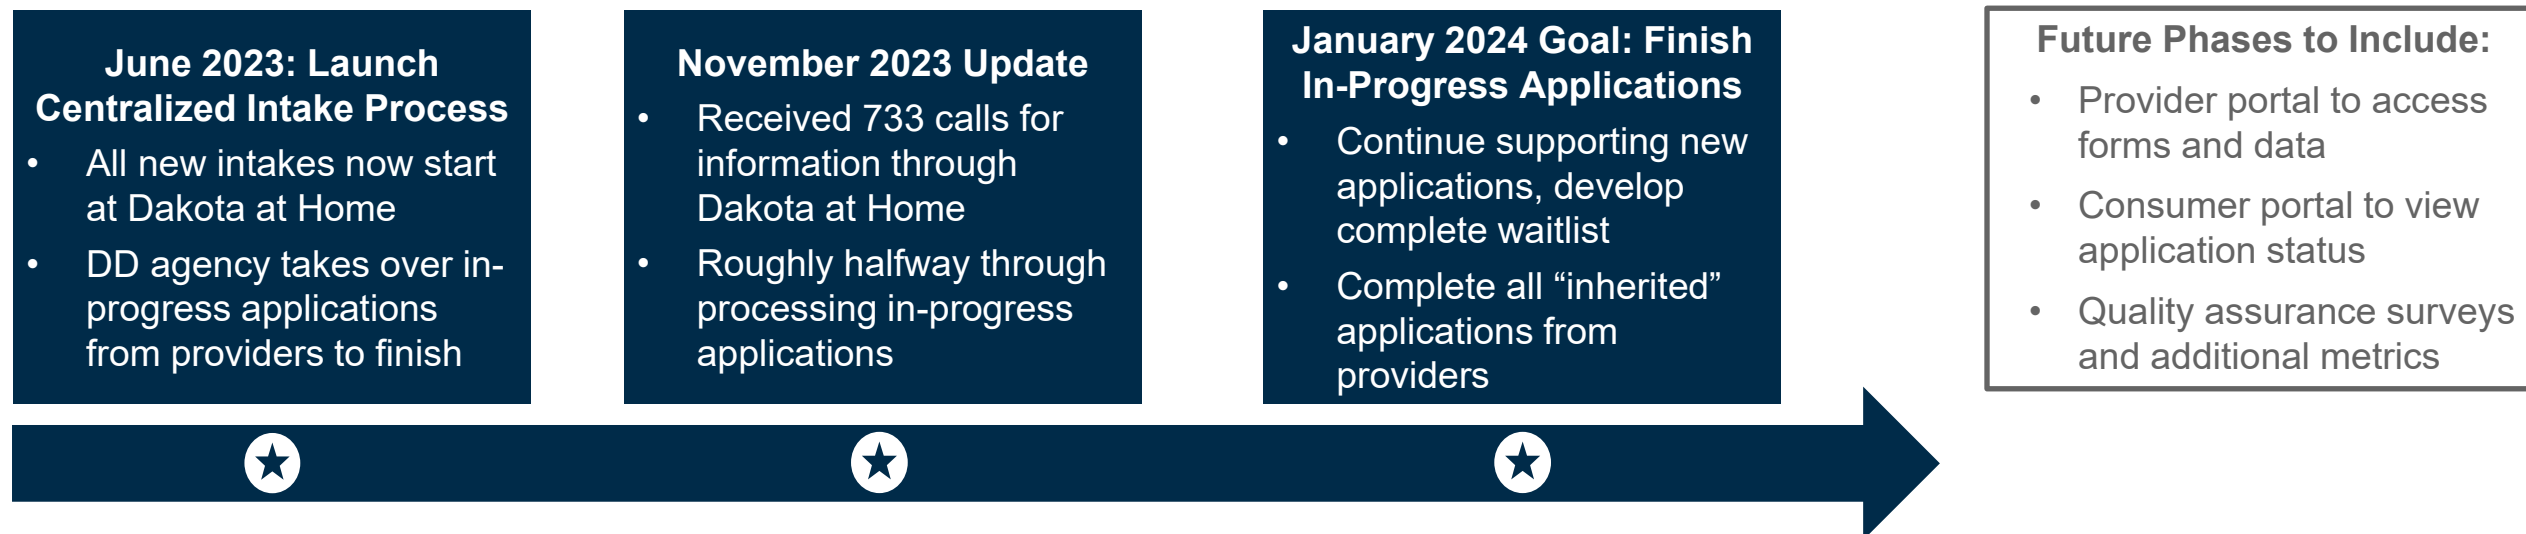 June 2023: Launch
Centralized Intake Process
• All new intakes now start
at Dakota at Home
• DD agency takes over in-
progress applications
from providers to finish
November 2023 Update
• Received 733 calls for
information through
Dakota at Home
• Roughly halfway through
processing in-progress
applications
January 2024 Goal: Finish
In-Progress Applications
• Continue supporting new
applications, develop
complete waitlist
• Complete all “inherited”
applications from
providers
Future Phases to Include:
• Provider portal to access
forms and data
• Consumer portal to view
application status
• Quality assurance surveys
and additional metrics